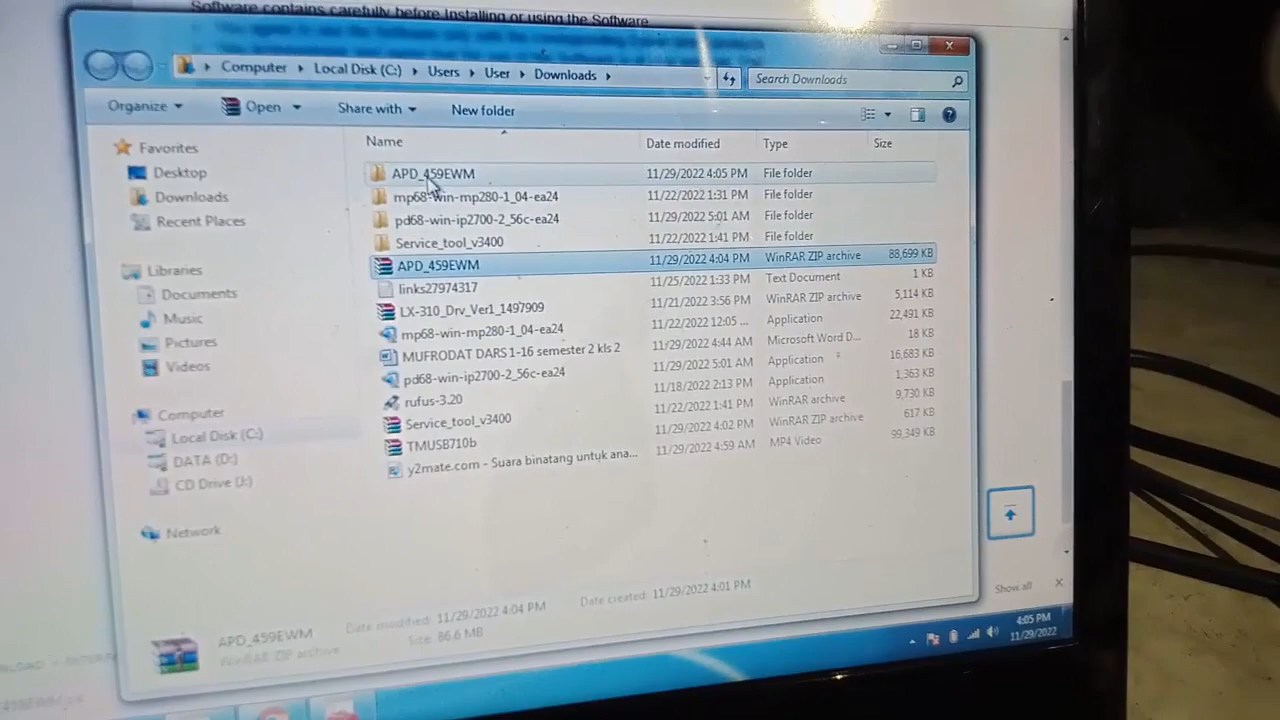 Software contains carefully before Installing or using the Software
Computer Local Disk (C:) Users User Downloads
Search Downloads
Organize Open Share with New folder
Name Date modified Type Size
Favorites
Desktop
Downloads
Recent Places
Libraries
Documents
Music
Pictures
Videos
Computer
Local Disk (C:)
DATA (D:)
CD Drive (J:)
Network
APD_459EWM 11/29/2022 4:05 PM File folder
mp68-win-mp280-1_04-ea24 11/22/2022 1:31 PM File folder
pd68-win-ip2700-2_56c-ea24 11/29/2022 5:01 AM File folder
Service_tool_v3400 11/22/2022 1:41 PM File folder
APD_459EWM 11/29/2022 4:04 PM WinRAR ZIP archive 88,699 KB
links27974317 11/25/2022 1:33 PM Text Document 1 KB
LX-310_Drv_Ver1_1497909 11/21/2022 3:56 PM WinRAR ZIP archive 5,114 KB
mp68-win-mp280-1_04-ea24 11/22/2022 12:05 ... Application 22,491 KB
MUFRODAT DARS 1-16 semester 2 kls 2 11/29/2022 4:44 AM Microsoft Word D... 18 KB
pd68-win-ip2700-2_56c-ea24 11/29/2022 5:01 AM Application 16,683 KB
rufus-3.20 11/18/2022 2:13 PM Application 1,363 KB
Service_tool_v3400 11/22/2022 1:41 PM WinRAR archive 9,730 KB
TMUSB710b 11/29/2022 4:02 PM WinRAR ZIP archive 617 KB
y2mate.com - Suara binatang untuk ana... 11/29/2022 4:59 AM MP4 Video 99,349 KB
APD_459EWM Date modified: 11/29/2022 4:04 PM Date created: 11/29/2022 4:01 PM
WinRAR ZIP archive Size: 86.6 MB
Show all
4:05 PM
11/29/2022